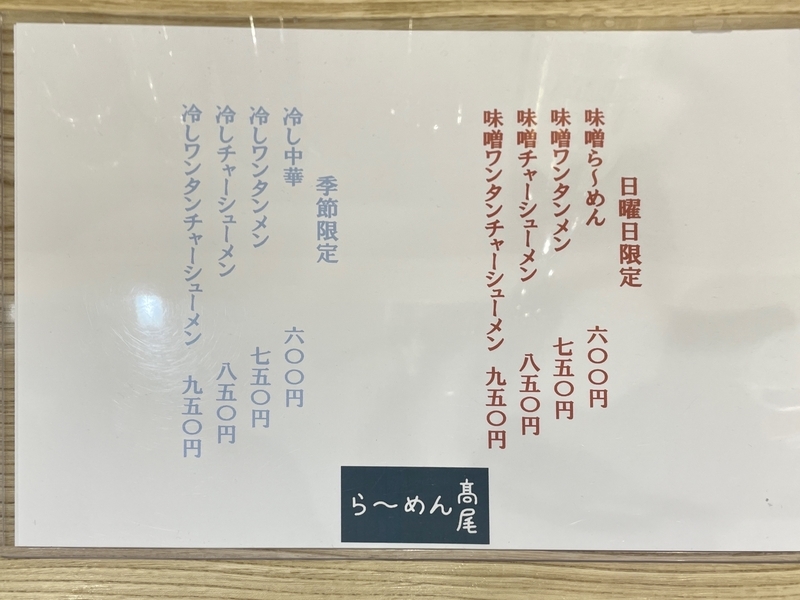 日曜日限定
味噌ら〜めん 六〇〇円
味噌ワンタンメン 七五〇円
味噌チャーシューメン 八五〇円
味噌ワンタンチャーシューメン 九五〇円
季節限定
冷し中華 六〇〇円
冷しワンタンメン 七五〇円
冷しチャーシューメン 八五〇円
冷しワンタンチャーシューメン 九五〇円
ら〜めん髙尾